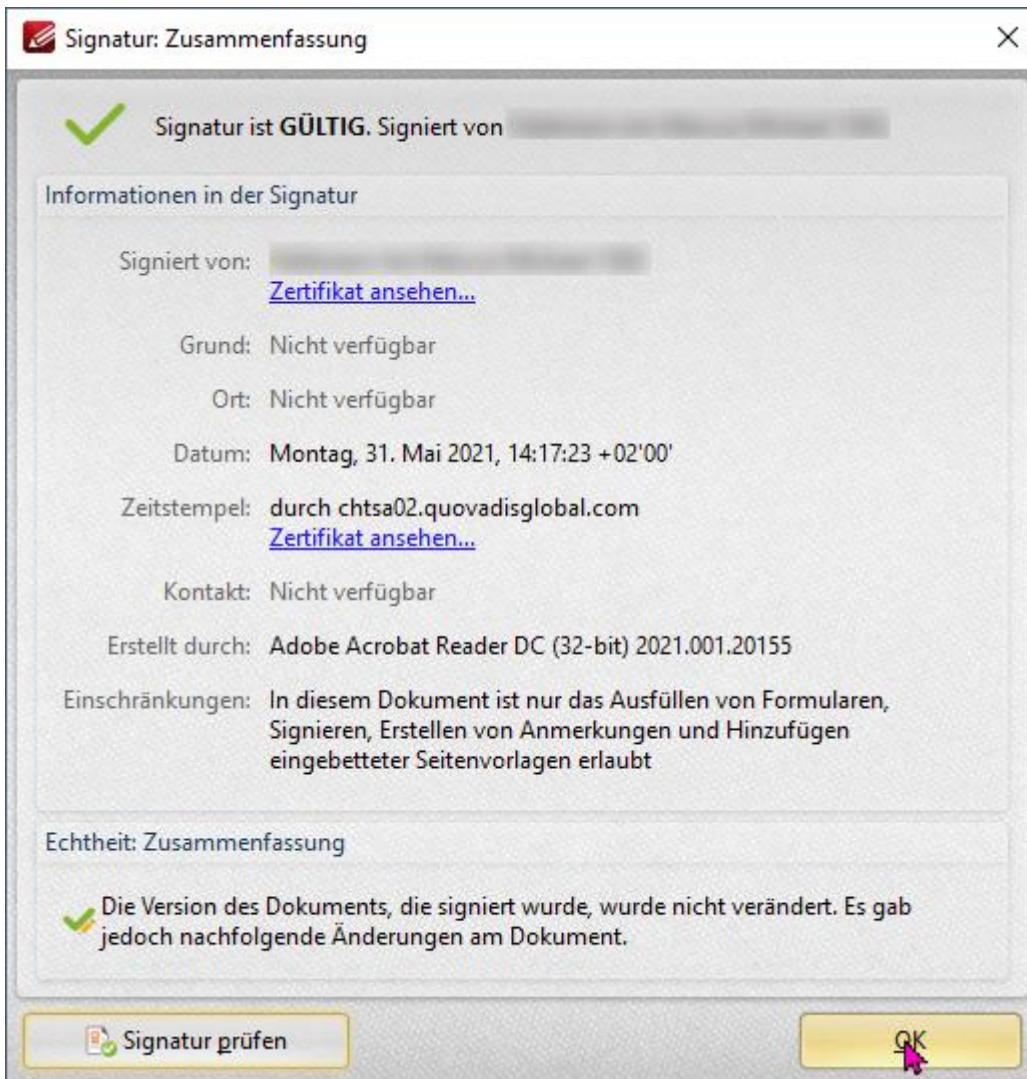 Signatur: Zusammenfassung
Signatur ist GÜLTIG. Signiert von
Informationen in der Signatur
Signiert von:
Zertifikat ansehen...
Grund: Nicht verfügbar
Ort: Nicht verfügbar
Datum: Montag, 31. Mai 2021, 14:17:23 +02'00'
Zeitstempel: durch chtsa02.quovadisglobal.com
Zertifikat ansehen...
Kontakt: Nicht verfügbar
Erstellt durch: Adobe Acrobat Reader DC (32-bit) 2021.001.20155
Einschränkungen: In diesem Dokument ist nur das Ausfüllen von Formularen,
Signieren, Erstellen von Anmerkungen und Hinzufügen
eingebetteter Seitenvorlagen erlaubt
Echtheit: Zusammenfassung
Die Version des Dokuments, die signiert wurde, wurde nicht verändert. Es gab
jedoch nachfolgende Änderungen am Dokument.
Signatur prüfen
OK